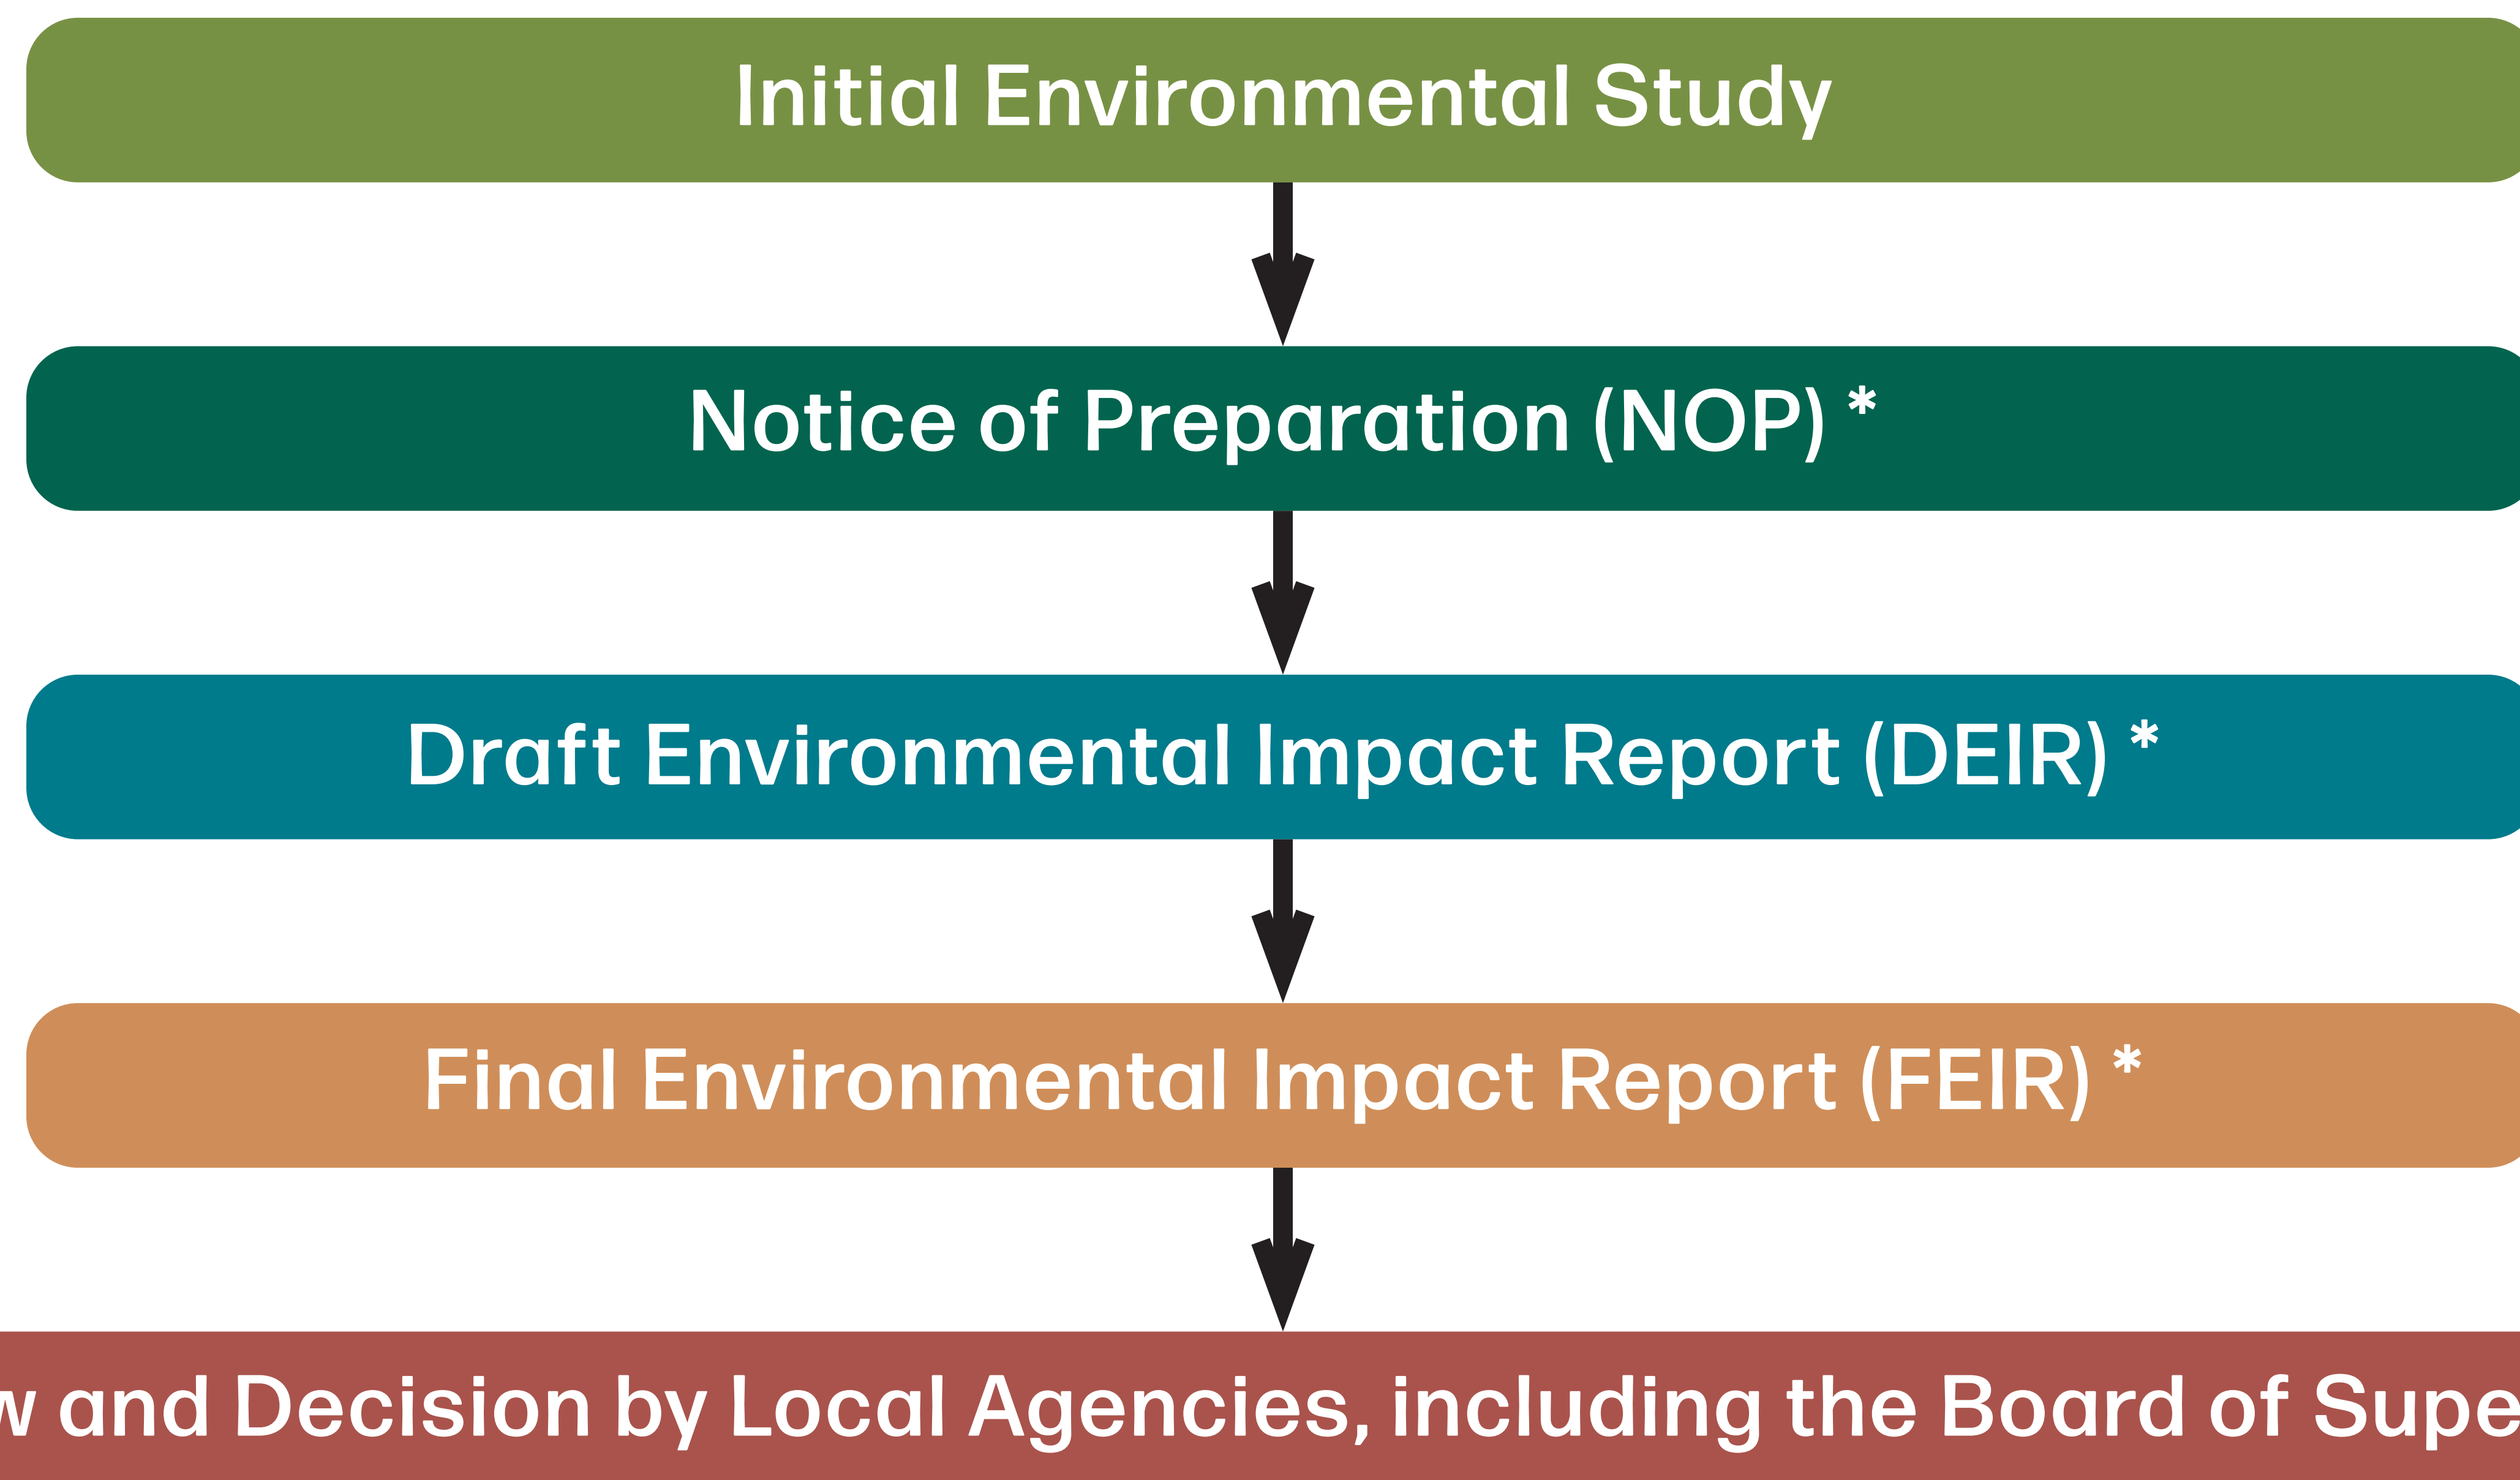 Initial Environmental Study
Notice of Preparation (NOP) *
Draft Environmental Impact Report (DEIR) *
Final Environmental Impact Report (FEIR) *
and Decision by Local Agencies, including the Board of